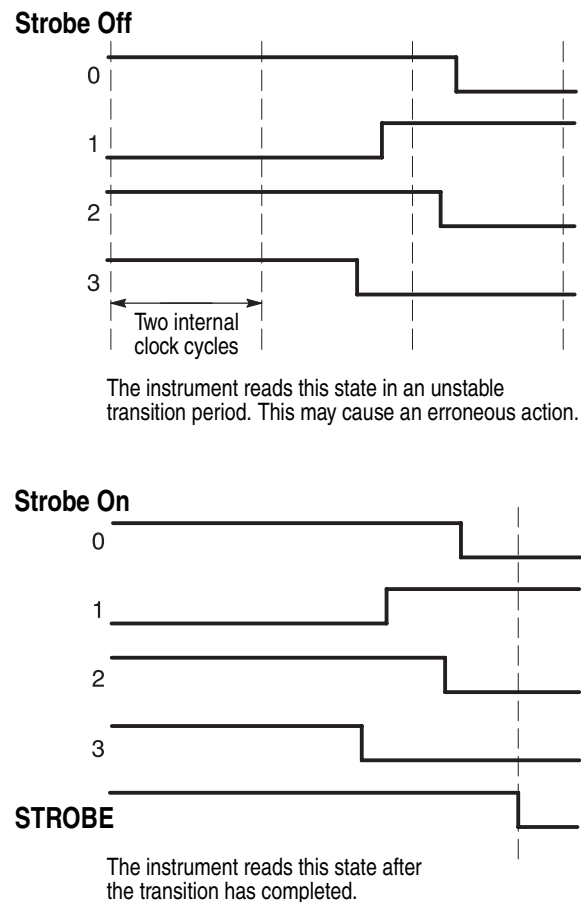 Strobe Off
0
1
2
3
Two internal
clock cycles
The instrument reads this state in an unstable
transition period. This may cause an erroneous action.
Strobe On
0
1
2
3
STROBE
The instrument reads this state after
the transition has completed.